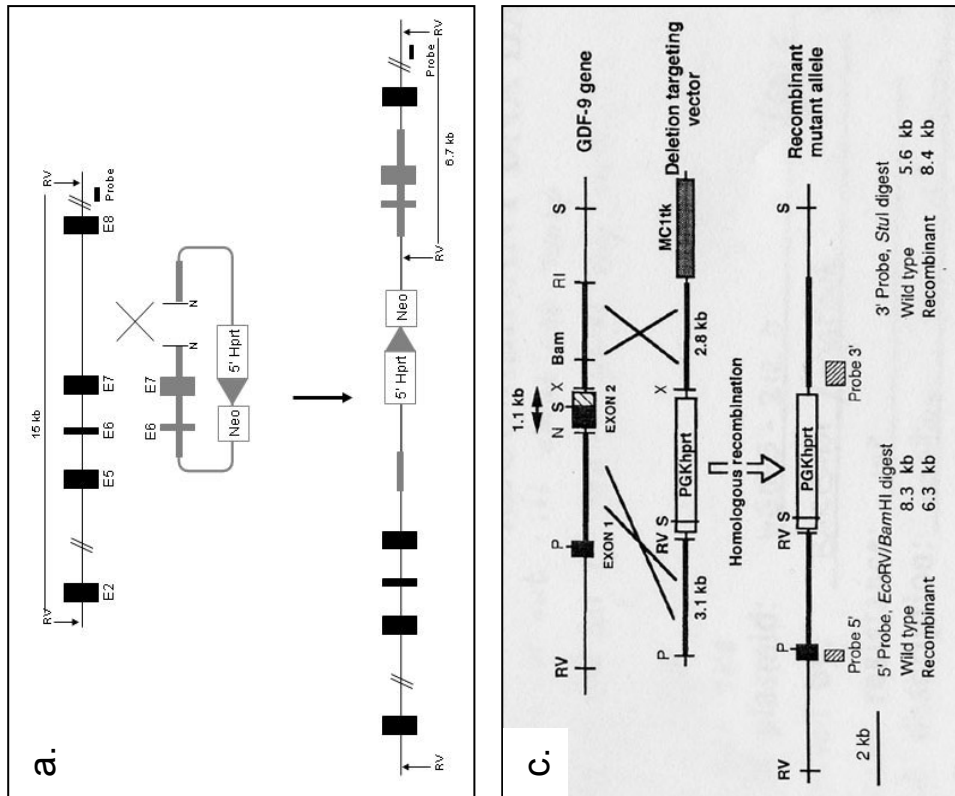 a.
15 kb
RV
RV
Probe
E2
E5
E6
E7
E8
E6
E7
N
N
Neo
5' Hprt
5' Hprt
Neo
RV
RV
RV
Probe
6.7 kb
c.
1.1 kb
RV
P
N
S
X
Bam
RI
S
GDF-9 gene
EXON 1
EXON 2
P
RV
S
X
PGKhprt
MC1tk
Deletion targeting
vector
3.1 kb
2.8 kb
Homologous recombination
RV
P
RV
S
S
PGKhprt
Recombinant
mutant allele
Probe 5'
Probe 3'
2 kb
5' Probe, EcoRV/BamHI digest
Wild type 8.3 kb
Recombinant 6.3 kb
3' Probe, StuI digest
Wild type 5.6 kb
Recombinant 8.4 kb